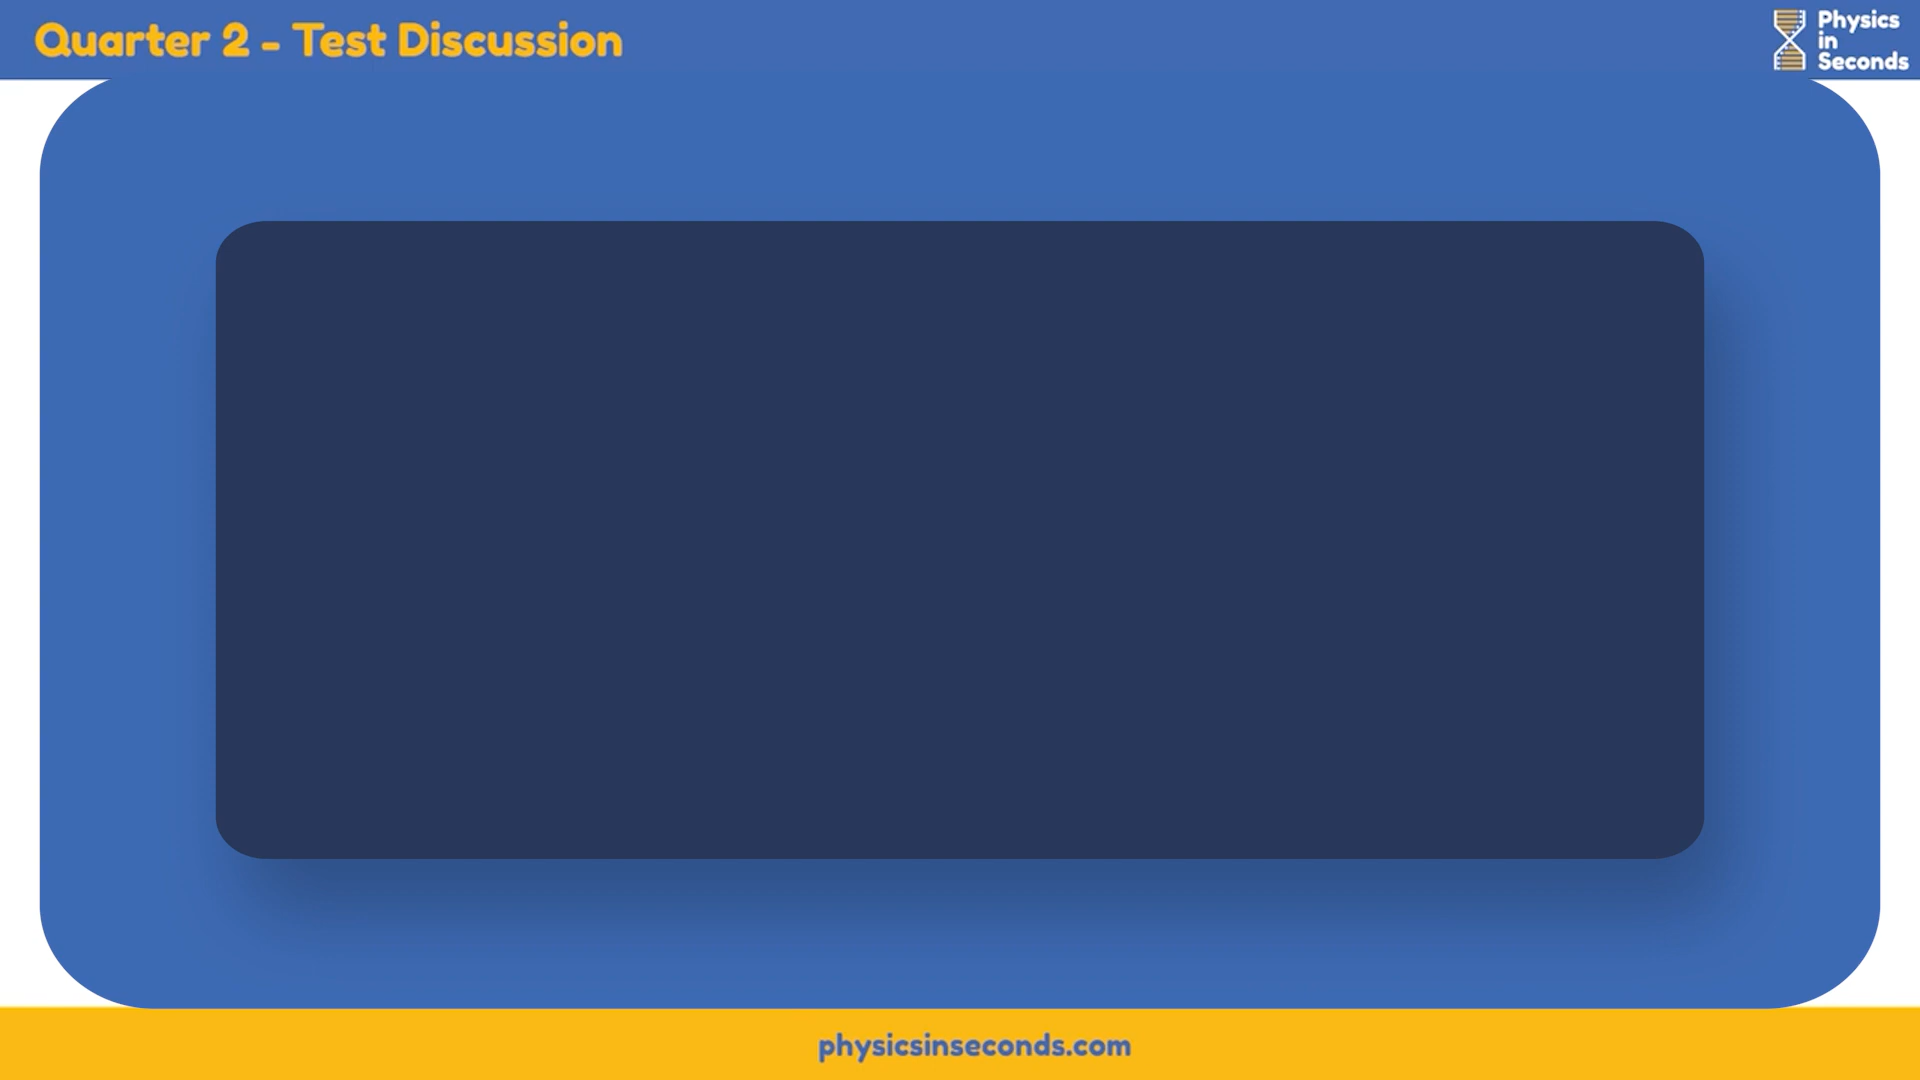 Quarter 2 - Test Discussion
Physics
in
Seconds
physicsinseconds.com